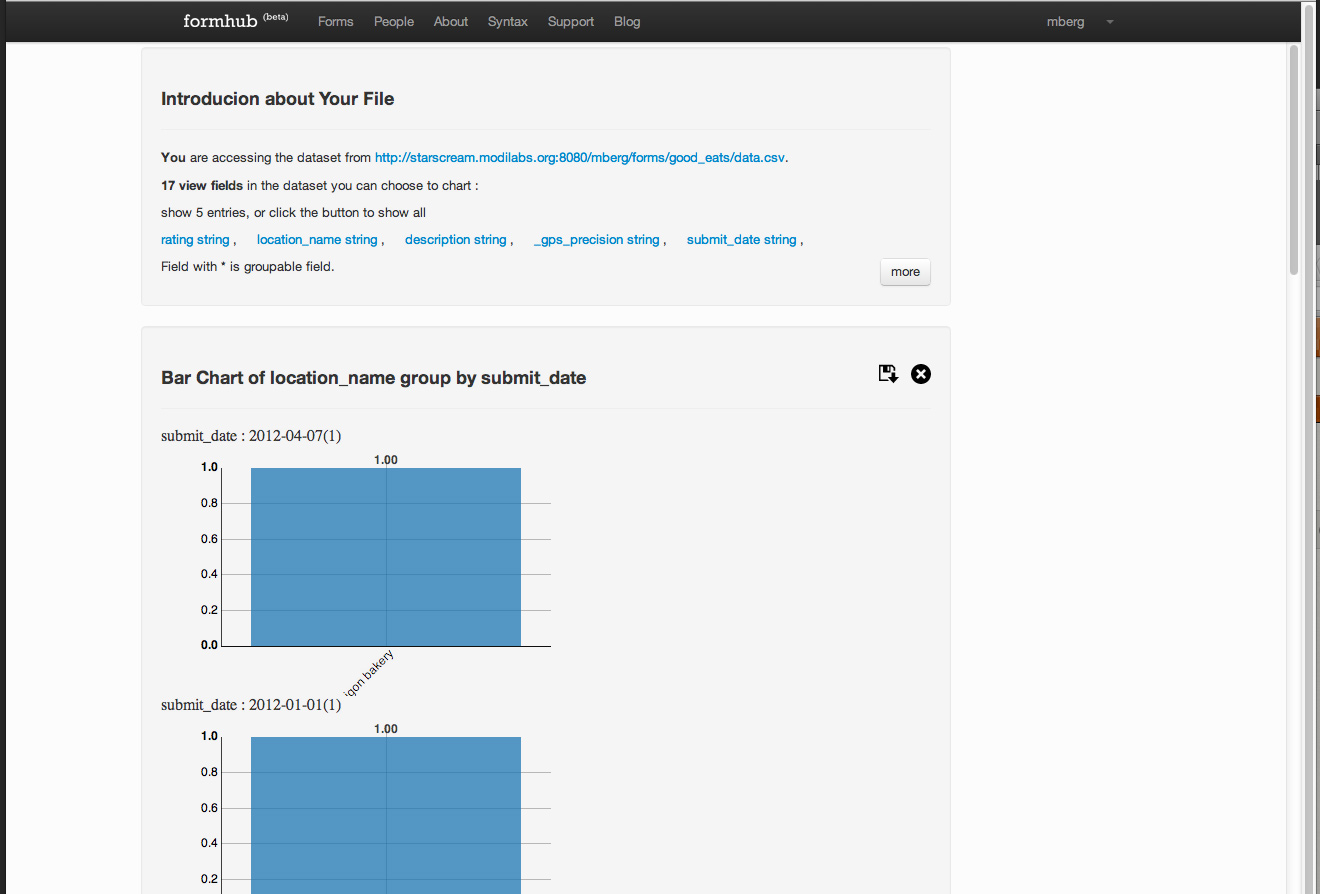 formhub (beta) Forms People About Syntax Support Blog mberg
Introducion about Your File
You are accessing the dataset from http://starscream.modilabs.org:8080/mberg/forms/good_eats/data.csv.
17 view fields in the dataset you can choose to chart :
show 5 entries, or click the button to show all
rating string , location_name string , description string , _gps_precision string , submit_date string ,
Field with * is groupable field.
more
Bar Chart of location_name group by submit_date
submit_date : 2012-04-07(1)
1.00
1.0
0.8
0.6
0.4
0.2
0.0
bakery
submit_date : 2012-01-01(1)
1.00
1.0
0.8
0.6
0.4
0.2